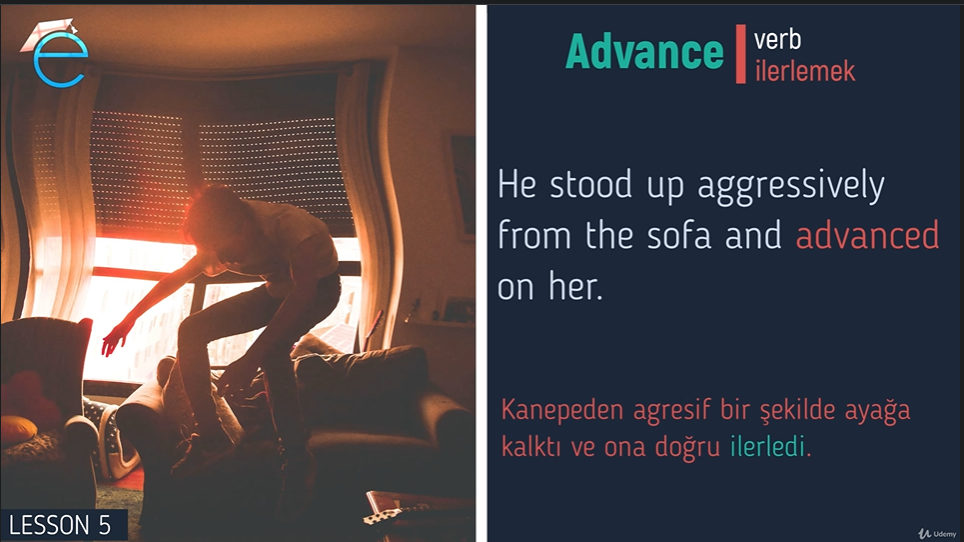 e
Advance
verb
ilerlemek
He stood up aggressively
from the sofa and advanced
on her.
Kanepeden agresif bir şekilde ayağa
kalktı ve ona doğru ilerledi.
LESSON 5
Udemy